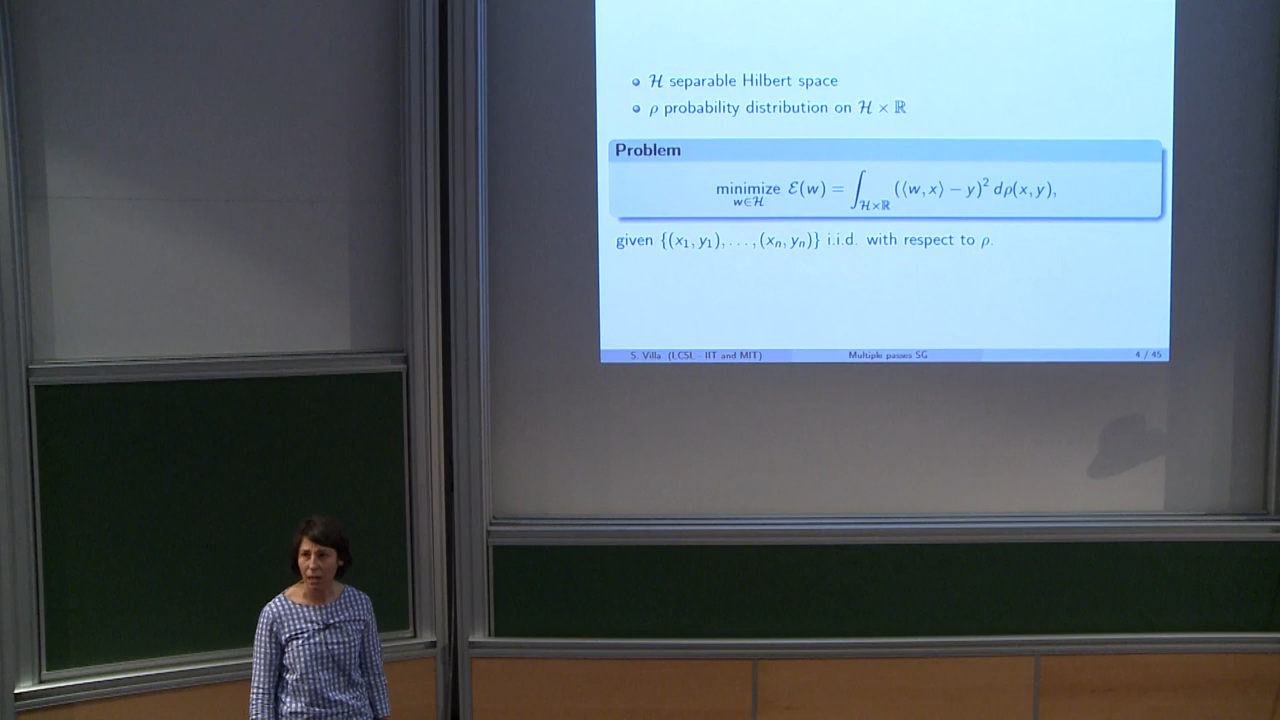 ℋ separable Hilbert space
ρ probability distribution on ℋ × ℝ
Problem
minimize ℰ(w) = ∫ (⟨w, x⟩ − y)² dρ(x, y),
w∈ℋ ℋ×ℝ
given {(x₁, y₁), . . . , (xₙ, yₙ)} i.i.d. with respect to ρ.
S. Villa (LCSL - IIT and MIT) Multiple passes SG 4 / 45